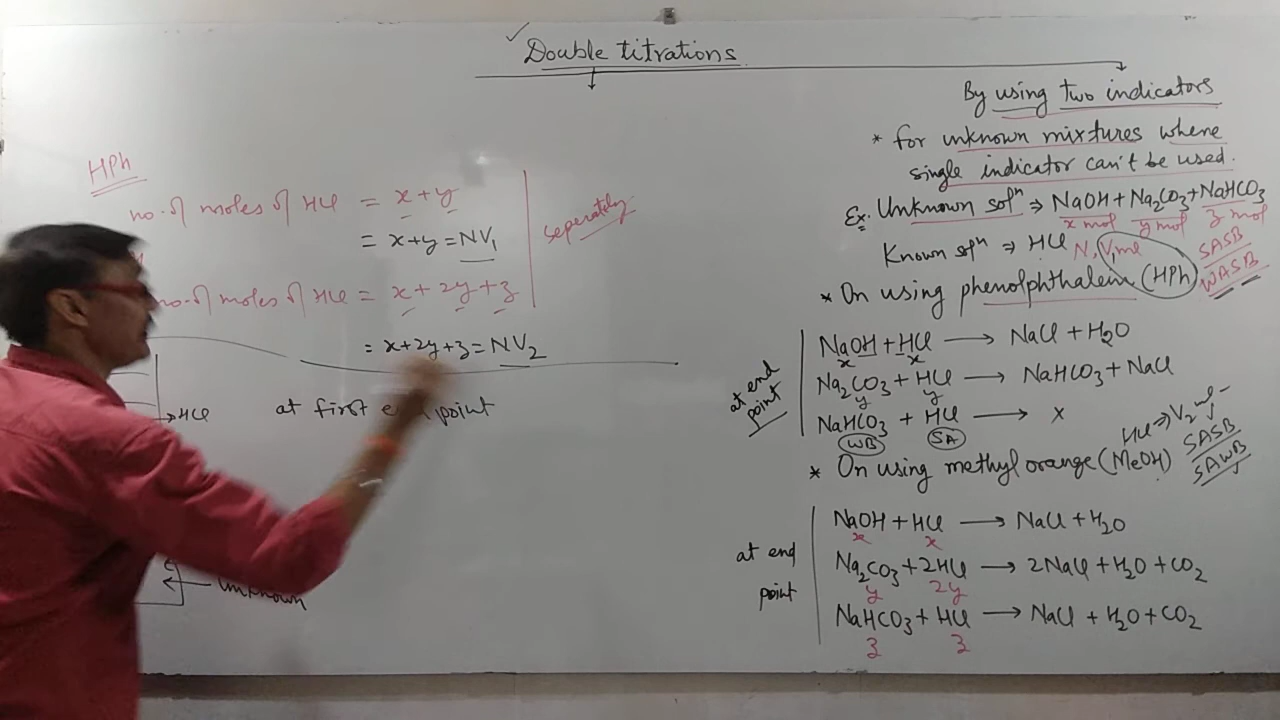 ✓ Double titrations
HPh
no. of moles of HCl = x + y
= x+y = NV₁
no. of moles of HCl = x + 2y + z
= x+2y+z = NV₂
seperately
→HCl
at first end point
unknown
By using two indicators
* for unknown mixtures where
single indicator can't be used.
Ex. Unknown solⁿ ⇒ NaOH + Na₂CO₃ + NaHCO₃
x mol y mol z mol
Known solⁿ ⇒ HCl N, V₁ ml
SASB
WASB
* On using phenolphthalein (HPh)
at end
point
NaOH + HCl ⟶ NaCl + H₂O
x x
Na₂CO₃ + HCl ⟶ NaHCO₃ + NaCl
y y
NaHCO₃ + HCl ⟶ x
WB SA
HCl ⇒ V₂ ml
SASB
SAWB
* On using methyl orange (MeOH)
at end
point
NaOH + HCl ⟶ NaCl + H₂O
x x
Na₂CO₃ + 2HCl ⟶ 2NaCl + H₂O + CO₂
y 2y
NaHCO₃ + HCl ⟶ NaCl + H₂O + CO₂
z z